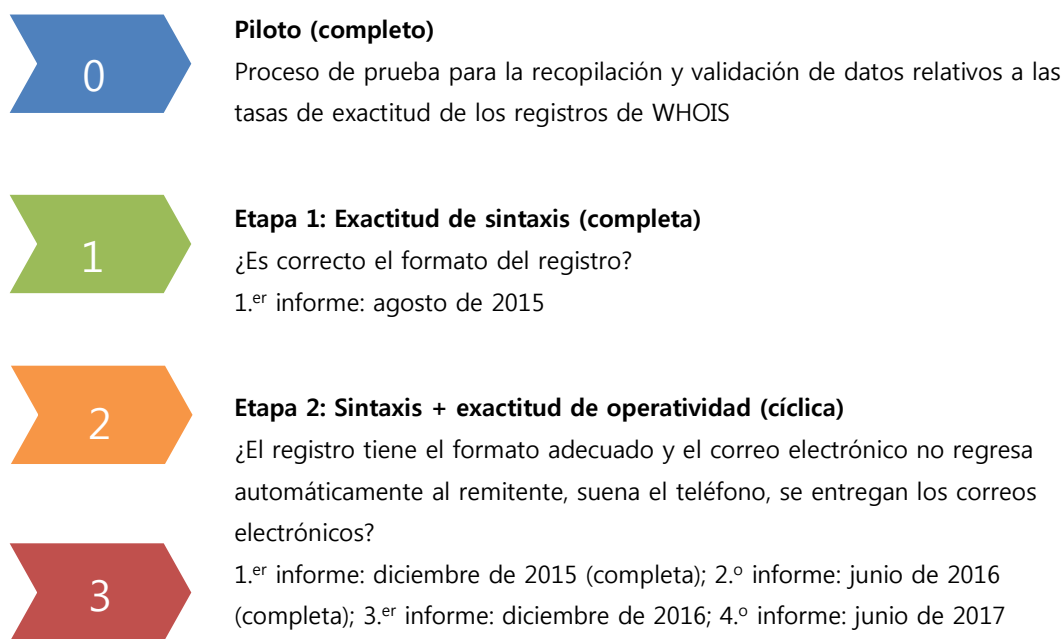 0
Piloto (completo)
Proceso de prueba para la recopilación y validación de datos relativos a las
tasas de exactitud de los registros de WHOIS
1
Etapa 1: Exactitud de sintaxis (completa)
¿Es correcto el formato del registro?
1.er informe: agosto de 2015
2
Etapa 2: Sintaxis + exactitud de operatividad (cíclica)
¿El registro tiene el formato adecuado y el correo electrónico no regresa
automáticamente al remitente, suena el teléfono, se entregan los correos
electrónicos?
3
1.er informe: diciembre de 2015 (completa); 2.o informe: junio de 2016
(completa); 3.er informe: diciembre de 2016; 4.o informe: junio de 2017